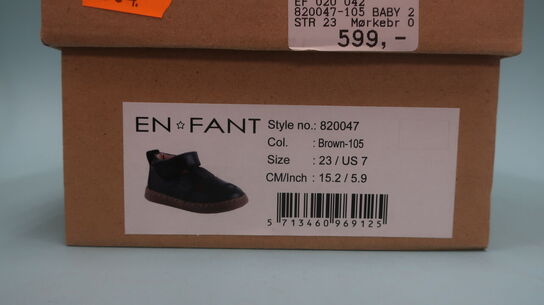 EF 020 042
820047-105 BABY 2
STR 23 Mørkebr 0
599,-
EN☆FANT
Style no.: 820047
Col. : Brown-105
Size : 23 / US 7
CM/Inch : 15.2 / 5.9
5 713460 969125